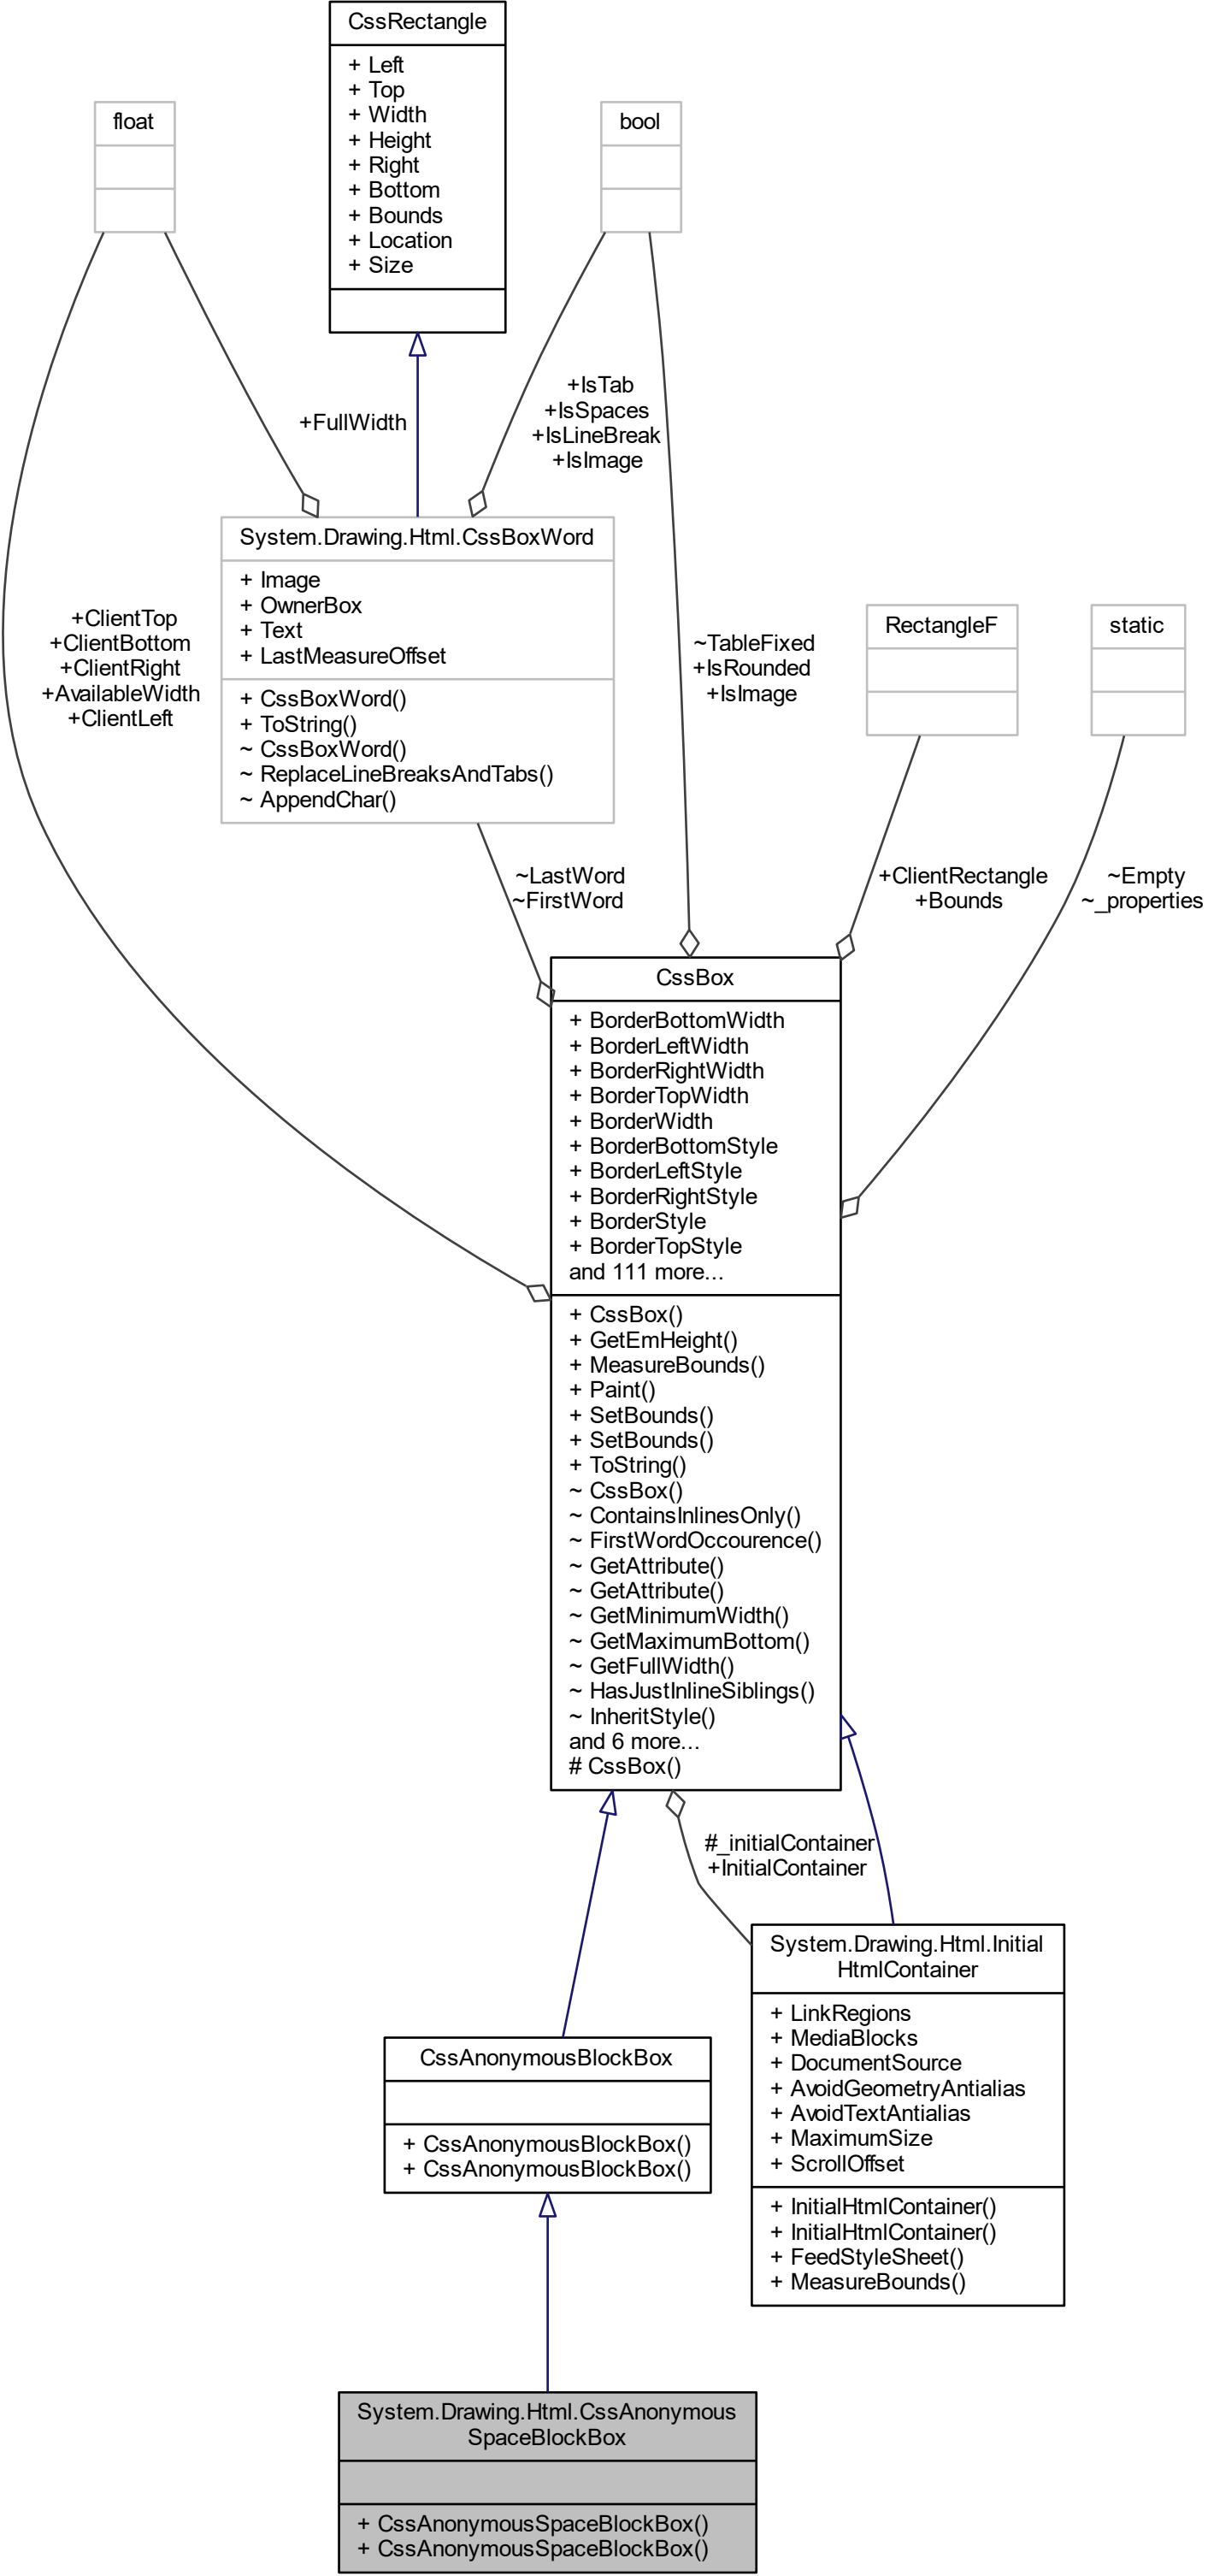 CssRectangle
+ Left
+ Top
+ Width
+ Height
+ Right
+ Bottom
+ Bounds
+ Location
+ Size
float
bool
+FullWidth
+IsTab
+IsSpaces
+IsLineBreak
+IsImage
System.Drawing.Html.CssBoxWord
+ Image
+ OwnerBox
+ Text
+ LastMeasureOffset
+ CssBoxWord()
+ ToString()
~ CssBoxWord()
~ ReplaceLineBreaksAndTabs()
~ AppendChar()
+ClientTop
+ClientBottom
+ClientRight
+AvailableWidth
+ClientLeft
~TableFixed
+IsRounded
+IsImage
RectangleF
static
~LastWord
~FirstWord
+ClientRectangle
+Bounds
~Empty
~_properties
CssBox
+ BorderBottomWidth
+ BorderLeftWidth
+ BorderRightWidth
+ BorderTopWidth
+ BorderWidth
+ BorderBottomStyle
+ BorderLeftStyle
+ BorderRightStyle
+ BorderStyle
+ BorderTopStyle
and 111 more...
+ CssBox()
+ GetEmHeight()
+ MeasureBounds()
+ Paint()
+ SetBounds()
+ SetBounds()
+ ToString()
~ CssBox()
~ ContainsInlinesOnly()
~ FirstWordOccourence()
~ GetAttribute()
~ GetAttribute()
~ GetMinimumWidth()
~ GetMaximumBottom()
~ GetFullWidth()
~ HasJustInlineSiblings()
~ InheritStyle()
and 6 more...
# CssBox()
#_initialContainer
+InitialContainer
System.Drawing.Html.Initial
HtmlContainer
+ LinkRegions
+ MediaBlocks
+ DocumentSource
+ AvoidGeometryAntialias
+ AvoidTextAntialias
+ MaximumSize
+ ScrollOffset
+ InitialHtmlContainer()
+ InitialHtmlContainer()
+ FeedStyleSheet()
+ MeasureBounds()
CssAnonymousBlockBox
+ CssAnonymousBlockBox()
+ CssAnonymousBlockBox()
System.Drawing.Html.CssAnonymous
SpaceBlockBox
+ CssAnonymousSpaceBlockBox()
+ CssAnonymousSpaceBlockBox()